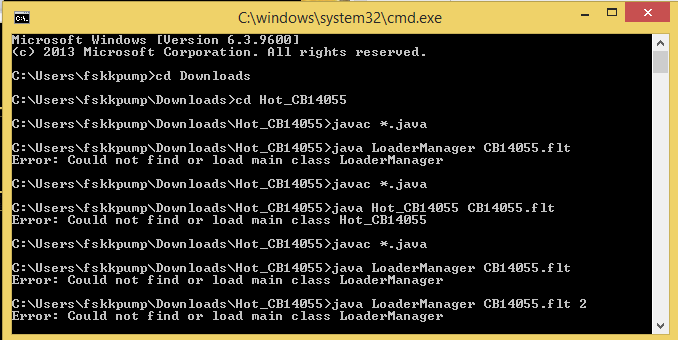 C:\windows\system32\cmd.exe
Microsoft Windows [Version 6.3.9600]
(c) 2013 Microsoft Corporation. All rights reserved.
C:\Users\fskkpump>cd Downloads
C:\Users\fskkpump\Downloads>cd Hot_CB14055
C:\Users\fskkpump\Downloads\Hot_CB14055>javac *.java
C:\Users\fskkpump\Downloads\Hot_CB14055>java LoaderManager CB14055.flt
Error: Could not find or load main class LoaderManager
C:\Users\fskkpump\Downloads\Hot_CB14055>javac *.java
C:\Users\fskkpump\Downloads\Hot_CB14055>java Hot_CB14055 CB14055.flt
Error: Could not find or load main class Hot_CB14055
C:\Users\fskkpump\Downloads\Hot_CB14055>javac *.java
C:\Users\fskkpump\Downloads\Hot_CB14055>java LoaderManager CB14055.flt
Error: Could not find or load main class LoaderManager
C:\Users\fskkpump\Downloads\Hot_CB14055>java LoaderManager CB14055.flt 2
Error: Could not find or load main class LoaderManager